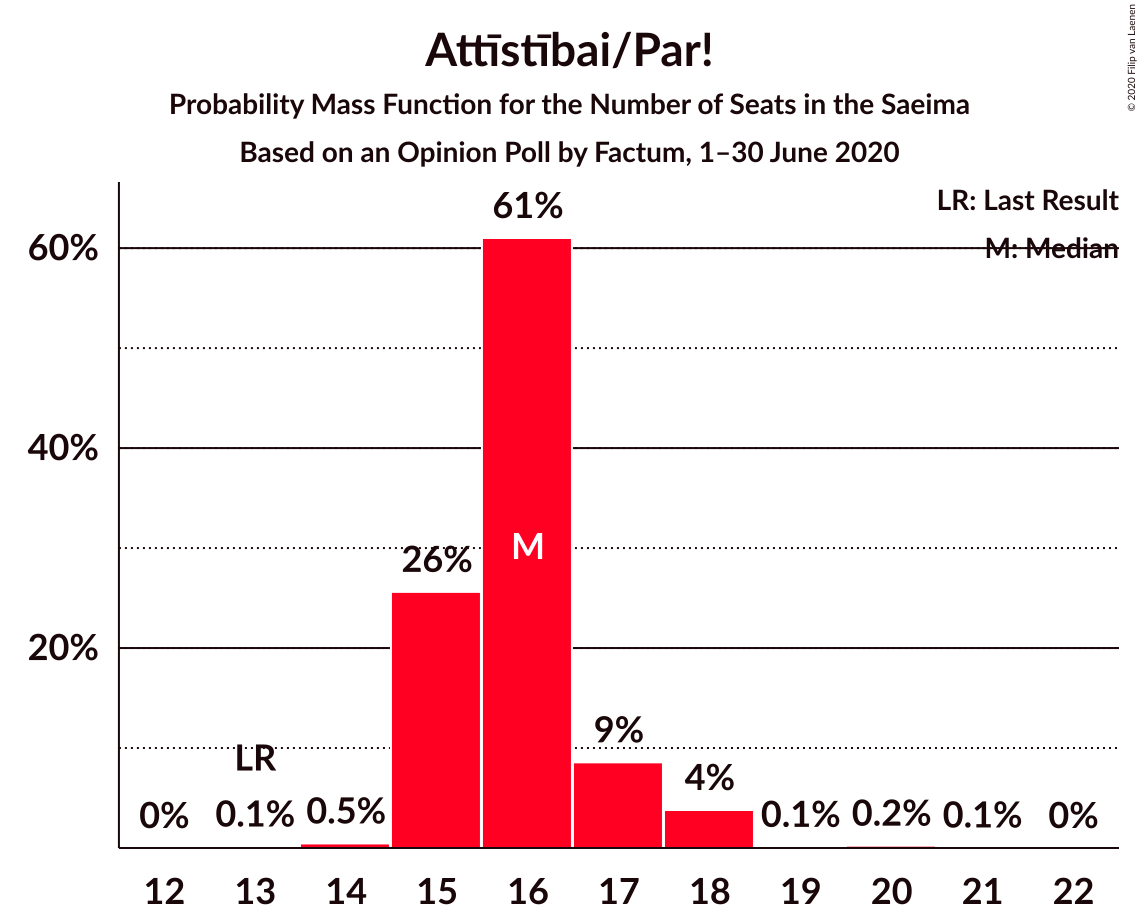 Attīstībai/Par!
Probability Mass Function for the Number of Seats in the Saeima
Based on an Opinion Poll by Factum, 1–30 June 2020
© 2020 Filip van Laenen
LR: Last Result
M: Median
61%
60%
40%
M
26%
20%
9%
LR
4%
0%
0.1%
0.5%
0.1%
0.2%
0.1%
0%
12 13 14 15 16 17 18 19 20 21 22